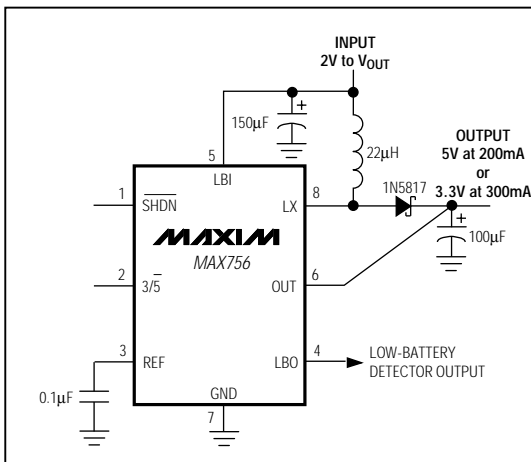 INPUT
2V to VOUT
150µF
+
22µH
OUTPUT
5V at 200mA
or
3.3V at 300mA
5
LBI
1
SHDN
LX
8
1N5817
+
100µF
MAXIM
MAX756
2
3/5
OUT
6
3
REF
LBO
4
LOW-BATTERY
DETECTOR OUTPUT
0.1µF
GND
7